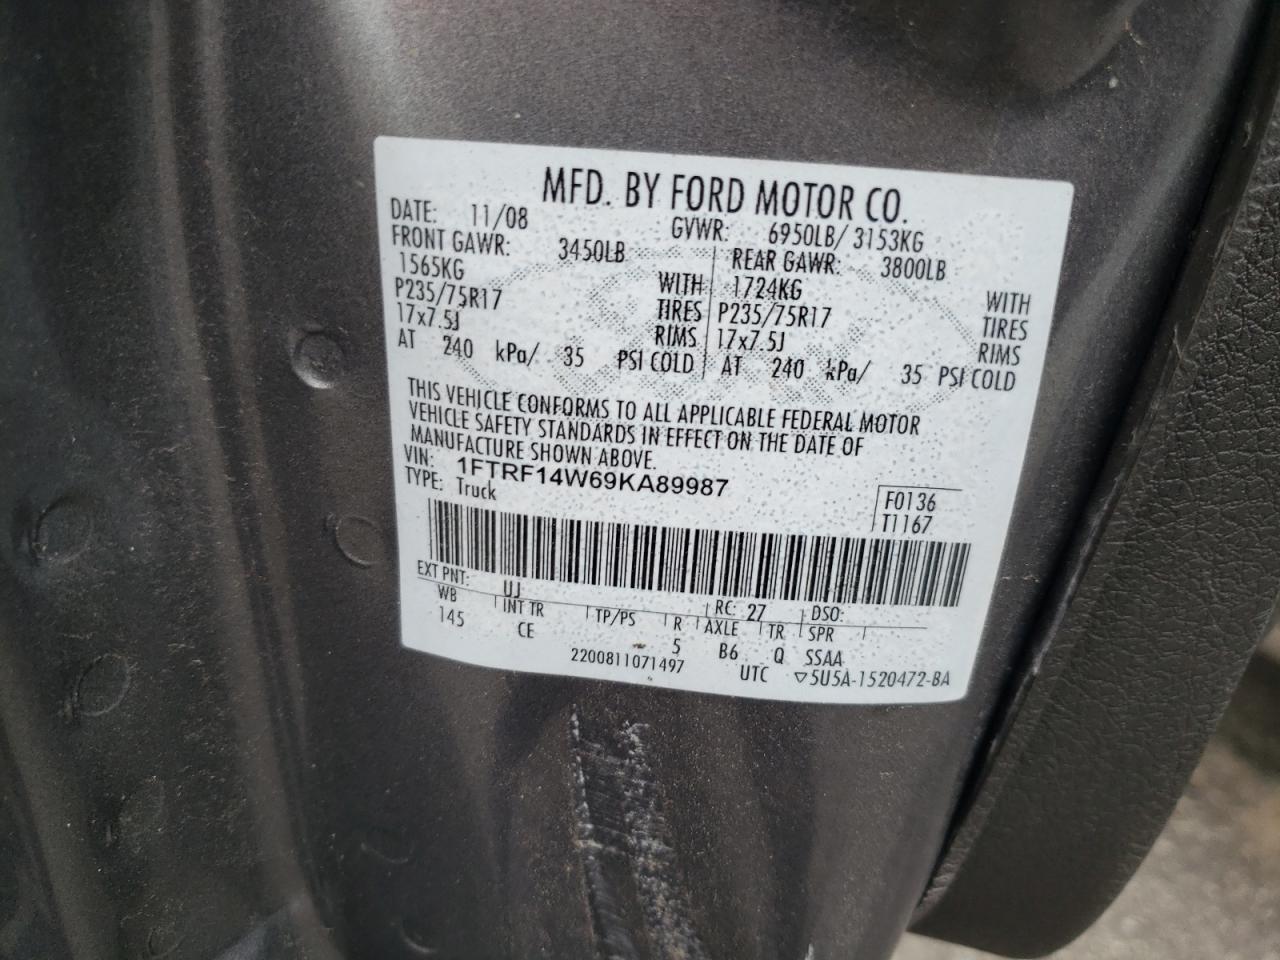 MFD. BY FORD MOTOR CO.
DATE: 11/08 GVWR: 6950LB/ 3153KG
FRONT GAWR: 3450LB REAR GAWR: 3800LB
1565KG WITH 1724KG WITH
P235/75R17 TIRES P235/75R17 TIRES
17x7.5J RIMS 17x7.5J RIMS
AT 240 kPa/ 35 PSI COLD AT 240 kPa/ 35 PSI COLD
THIS VEHICLE CONFORMS TO ALL APPLICABLE FEDERAL MOTOR
VEHICLE SAFETY STANDARDS IN EFFECT ON THE DATE OF
MANUFACTURE SHOWN ABOVE.
VIN: 1FTRF14W69KA89987
TYPE: Truck
F0136
T1167
EXT PNT: UJ RC: 27 DSO:
WB INT TR TP/PS R AXLE TR SPR
145 CE 5 B6 Q SSAA
2200811071497 UTC ▽5U5A-1520472-BA